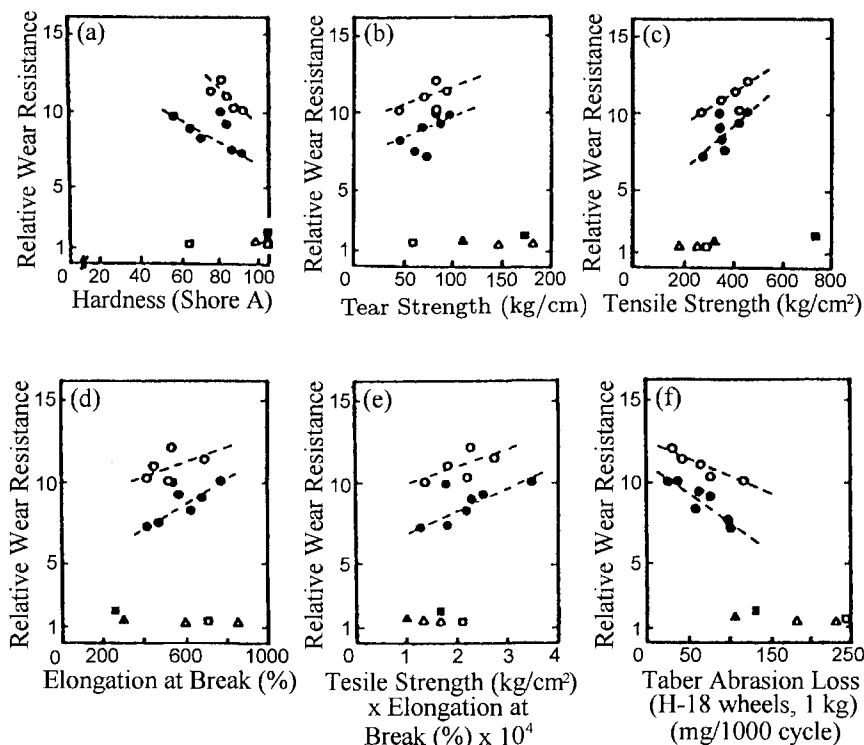 (a)
Relative Wear Resistance
15
10
5
1
0 20 40 60 80 100
Hardness (Shore A)
(b)
Relative Wear Resistance
15
10
5
1
0 50 100 150 200
Tear Strength (kg/cm)
(c)
Relative Wear Resistance
15
10
5
1
0 200 400 600 800
Tensile Strength (kg/cm²)
(d)
Relative Wear Resistance
15
10
5
1
0 200 600 1000
Elongation at Break (%)
(e)
Relative Wear Resistance
15
10
5
1
0 1 2 3 4
Tesile Strength (kg/cm²)
x Elongation at
Break (%) x 10⁴
(f)
Relative Wear Resistance
15
10
5
1
0 50 100 150 250
Taber Abrasion Loss
(H-18 wheels, 1 kg)
(mg/1000 cycle)